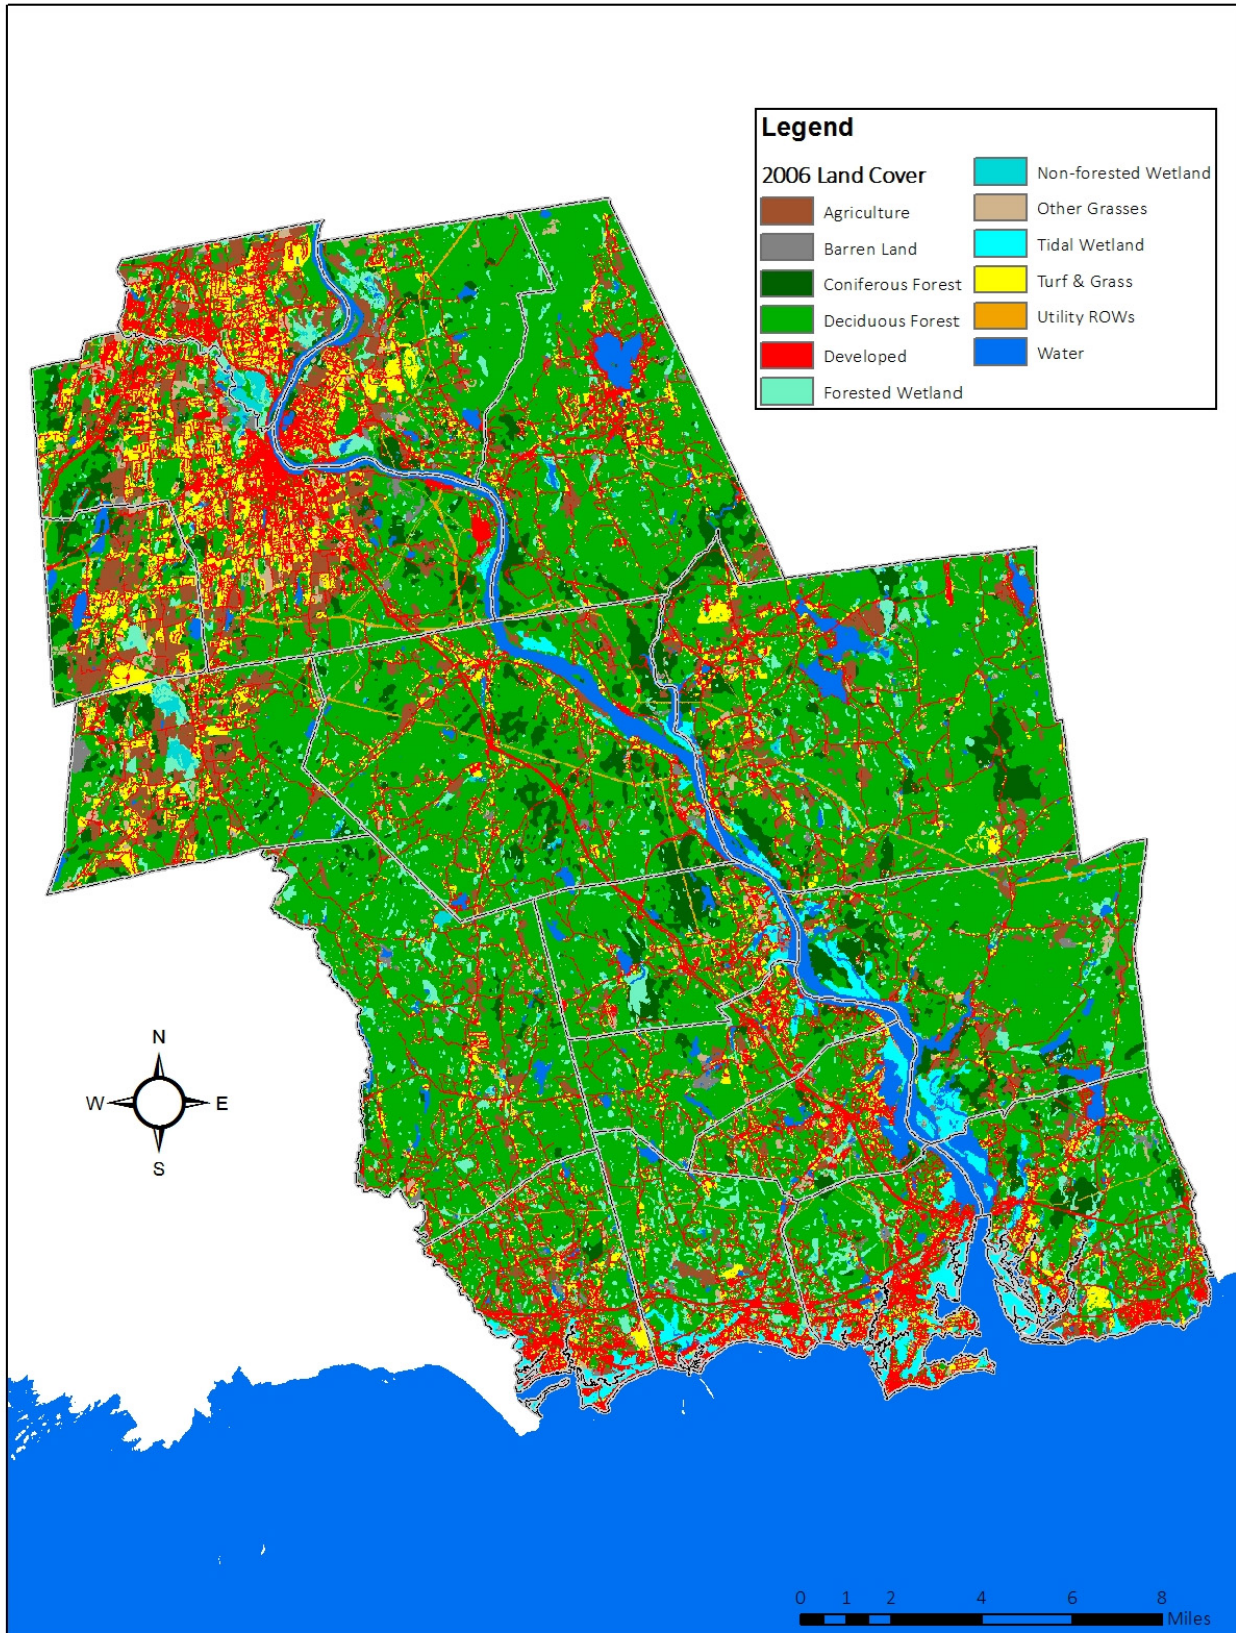 Legend
2006 Land Cover
Agriculture
Barren Land
Coniferous Forest
Deciduous Forest
Developed
Forested Wetland
Non-forested Wetland
Other Grasses
Tidal Wetland
Turf & Grass
Utility ROWs
Water
N
W E
S
0 1 2 4 6 8
Miles